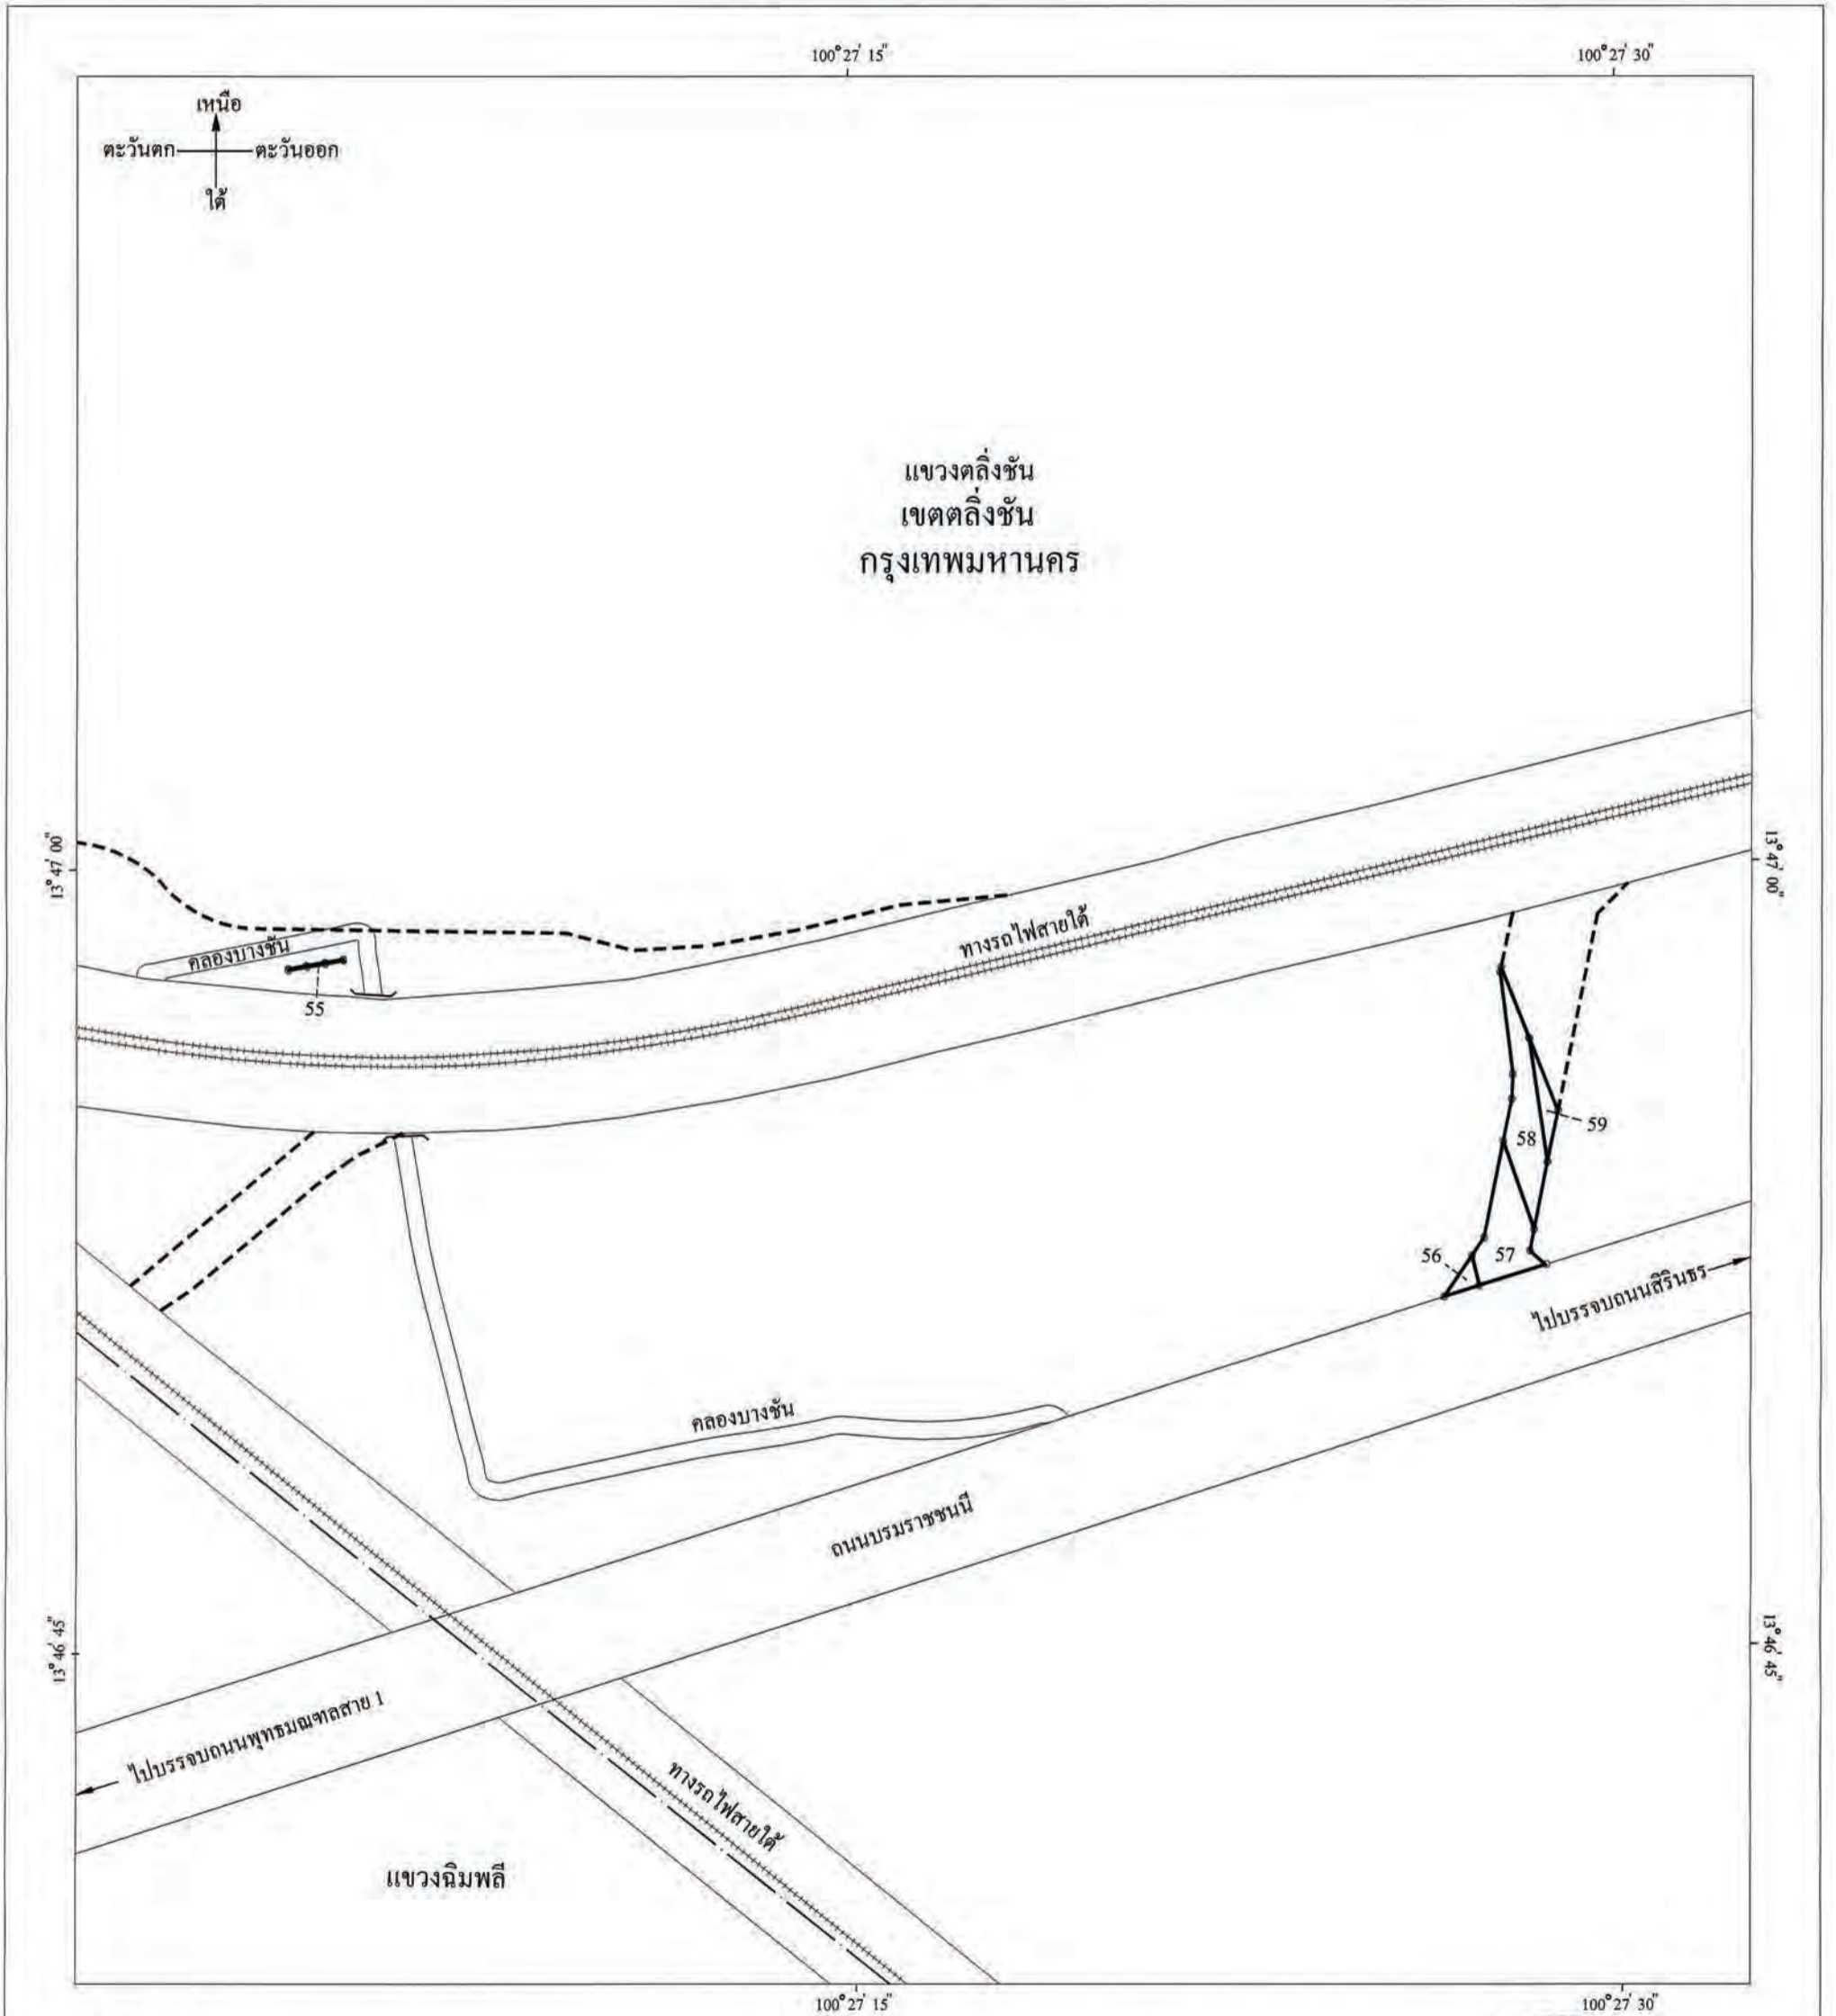 100° 27' 15"
100° 27' 30"
เหนือ
ตะวันตก
ตะวันออก
ใต้
แขวงตลิ่งชัน
เขตตลิ่งชัน
กรุงเทพมหานคร
13° 47' 00"
13° 47' 00"
ทางรถไฟสายใต้
คลองบางชัน
55
59
58
56
57
ไปบรรจบถนนสิรินธร
คลองบางชัน
ถนนบรมราชชนนี
13° 46' 45"
13° 46' 45"
ไปบรรจบถนนพุทธมณฑลสาย 1
ทางรถไฟสายใต้
แขวงฉิมพลี
100° 27' 15"
100° 27' 30"